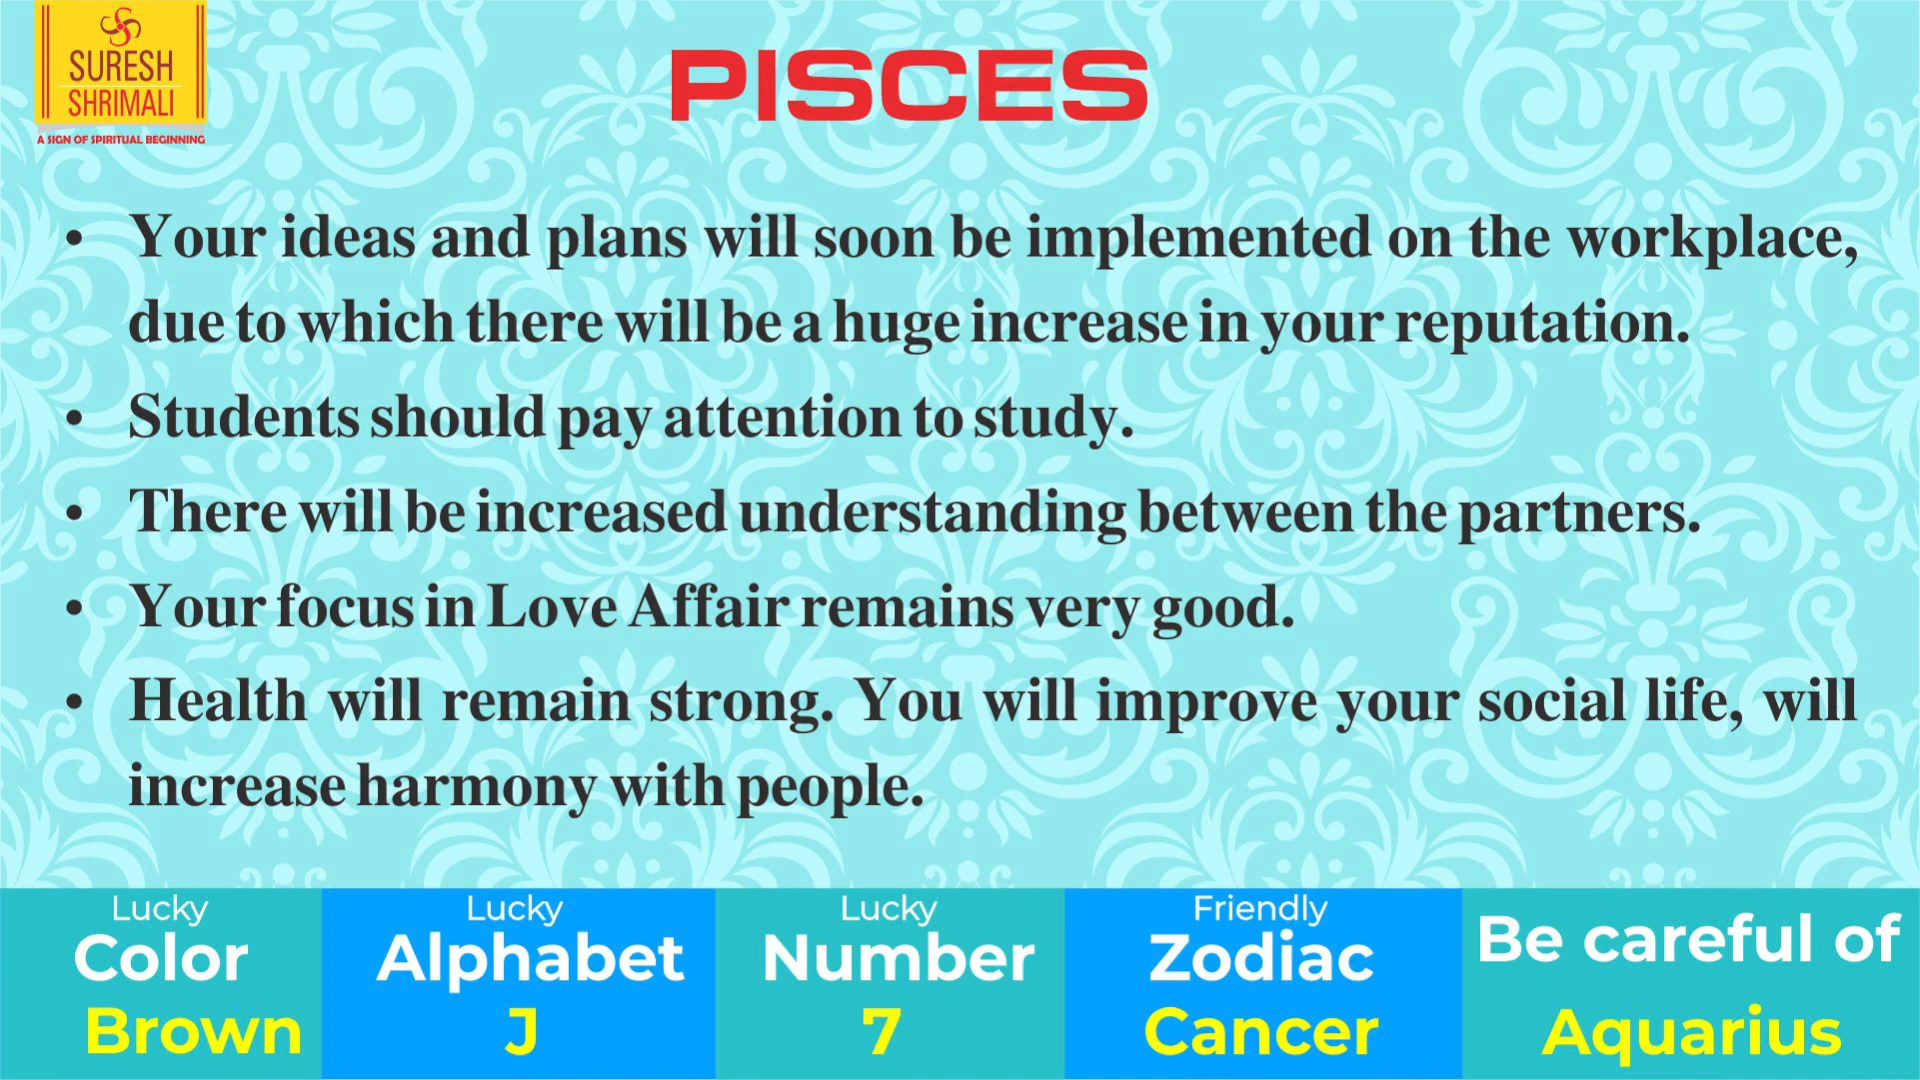 SURESH
SHRIMALI
A SIGN OF SPIRITUAL BEGINNING
PISCES
• Your ideas and plans will soon be implemented on the workplace,
due to which there will be a huge increase in your reputation.
• Students should pay attention to study.
• There will be increased understanding between the partners.
• Your focus in Love Affair remains very good.
• Health will remain strong. You will improve your social life, will
increase harmony with people.
Lucky
Color
Brown
Lucky
Alphabet
J
Lucky
Number
7
Friendly
Zodiac
Cancer
Be careful of
Aquarius